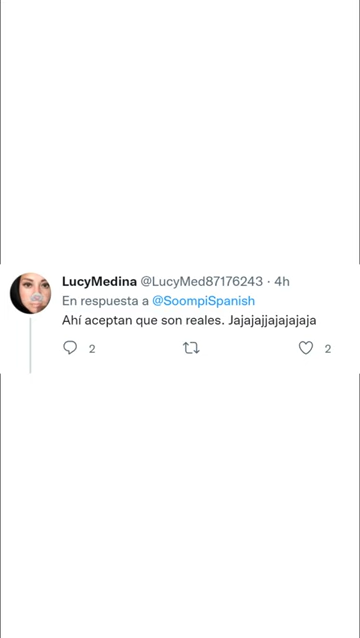 LucyMedina @LucyMed87176243 · 4h
En respuesta a @SoompiSpanish
Ahí aceptan que son reales. Jajajajjajajajaja
2 2